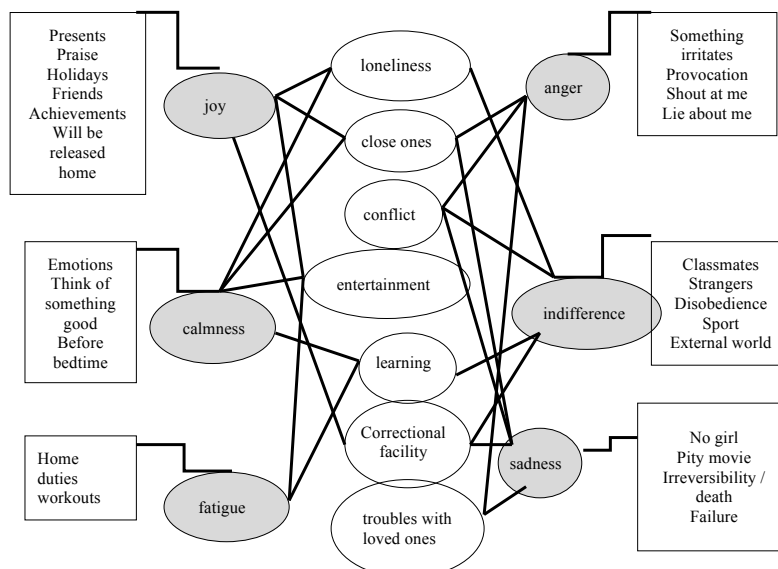 Presents
Praise
Holidays
Friends
Achievements
Will be
released
home
joy
loneliness
close ones
conflict
entertainment
learning
Correctional
facility
troubles with
loved ones
anger
Something
irritates
Provocation
Shout at me
Lie about me
Emotions
Think of
something
good
Before
bedtime
calmness
indifference
Classmates
Strangers
Disobedience
Sport
External world
Home
duties
workouts
fatigue
sadness
No girl
Pity movie
Irreversibility /
death
Failure